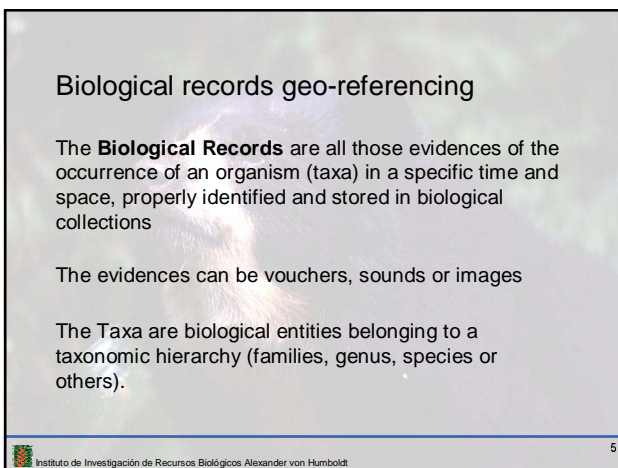 Biological records geo-referencing
The Biological Records are all those evidences of the
occurrence of an organism (taxa) in a specific time and
space, properly identified and stored in biological
collections
The evidences can be vouchers, sounds or images
The Taxa are biological entities belonging to a
taxonomic hierarchy (families, genus, species or
others).
5
Instituto de Investigación de Recursos Biológicos Alexander von Humboldt